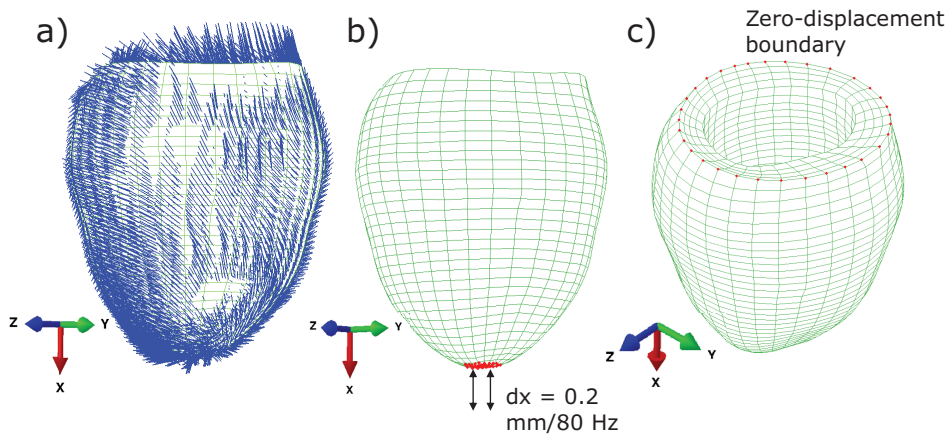 a)
b)
c)
Zero-displacement
boundary
Z
Y
X
Z
Y
X
dx = 0.2
mm/80 Hz
Z
Y
X